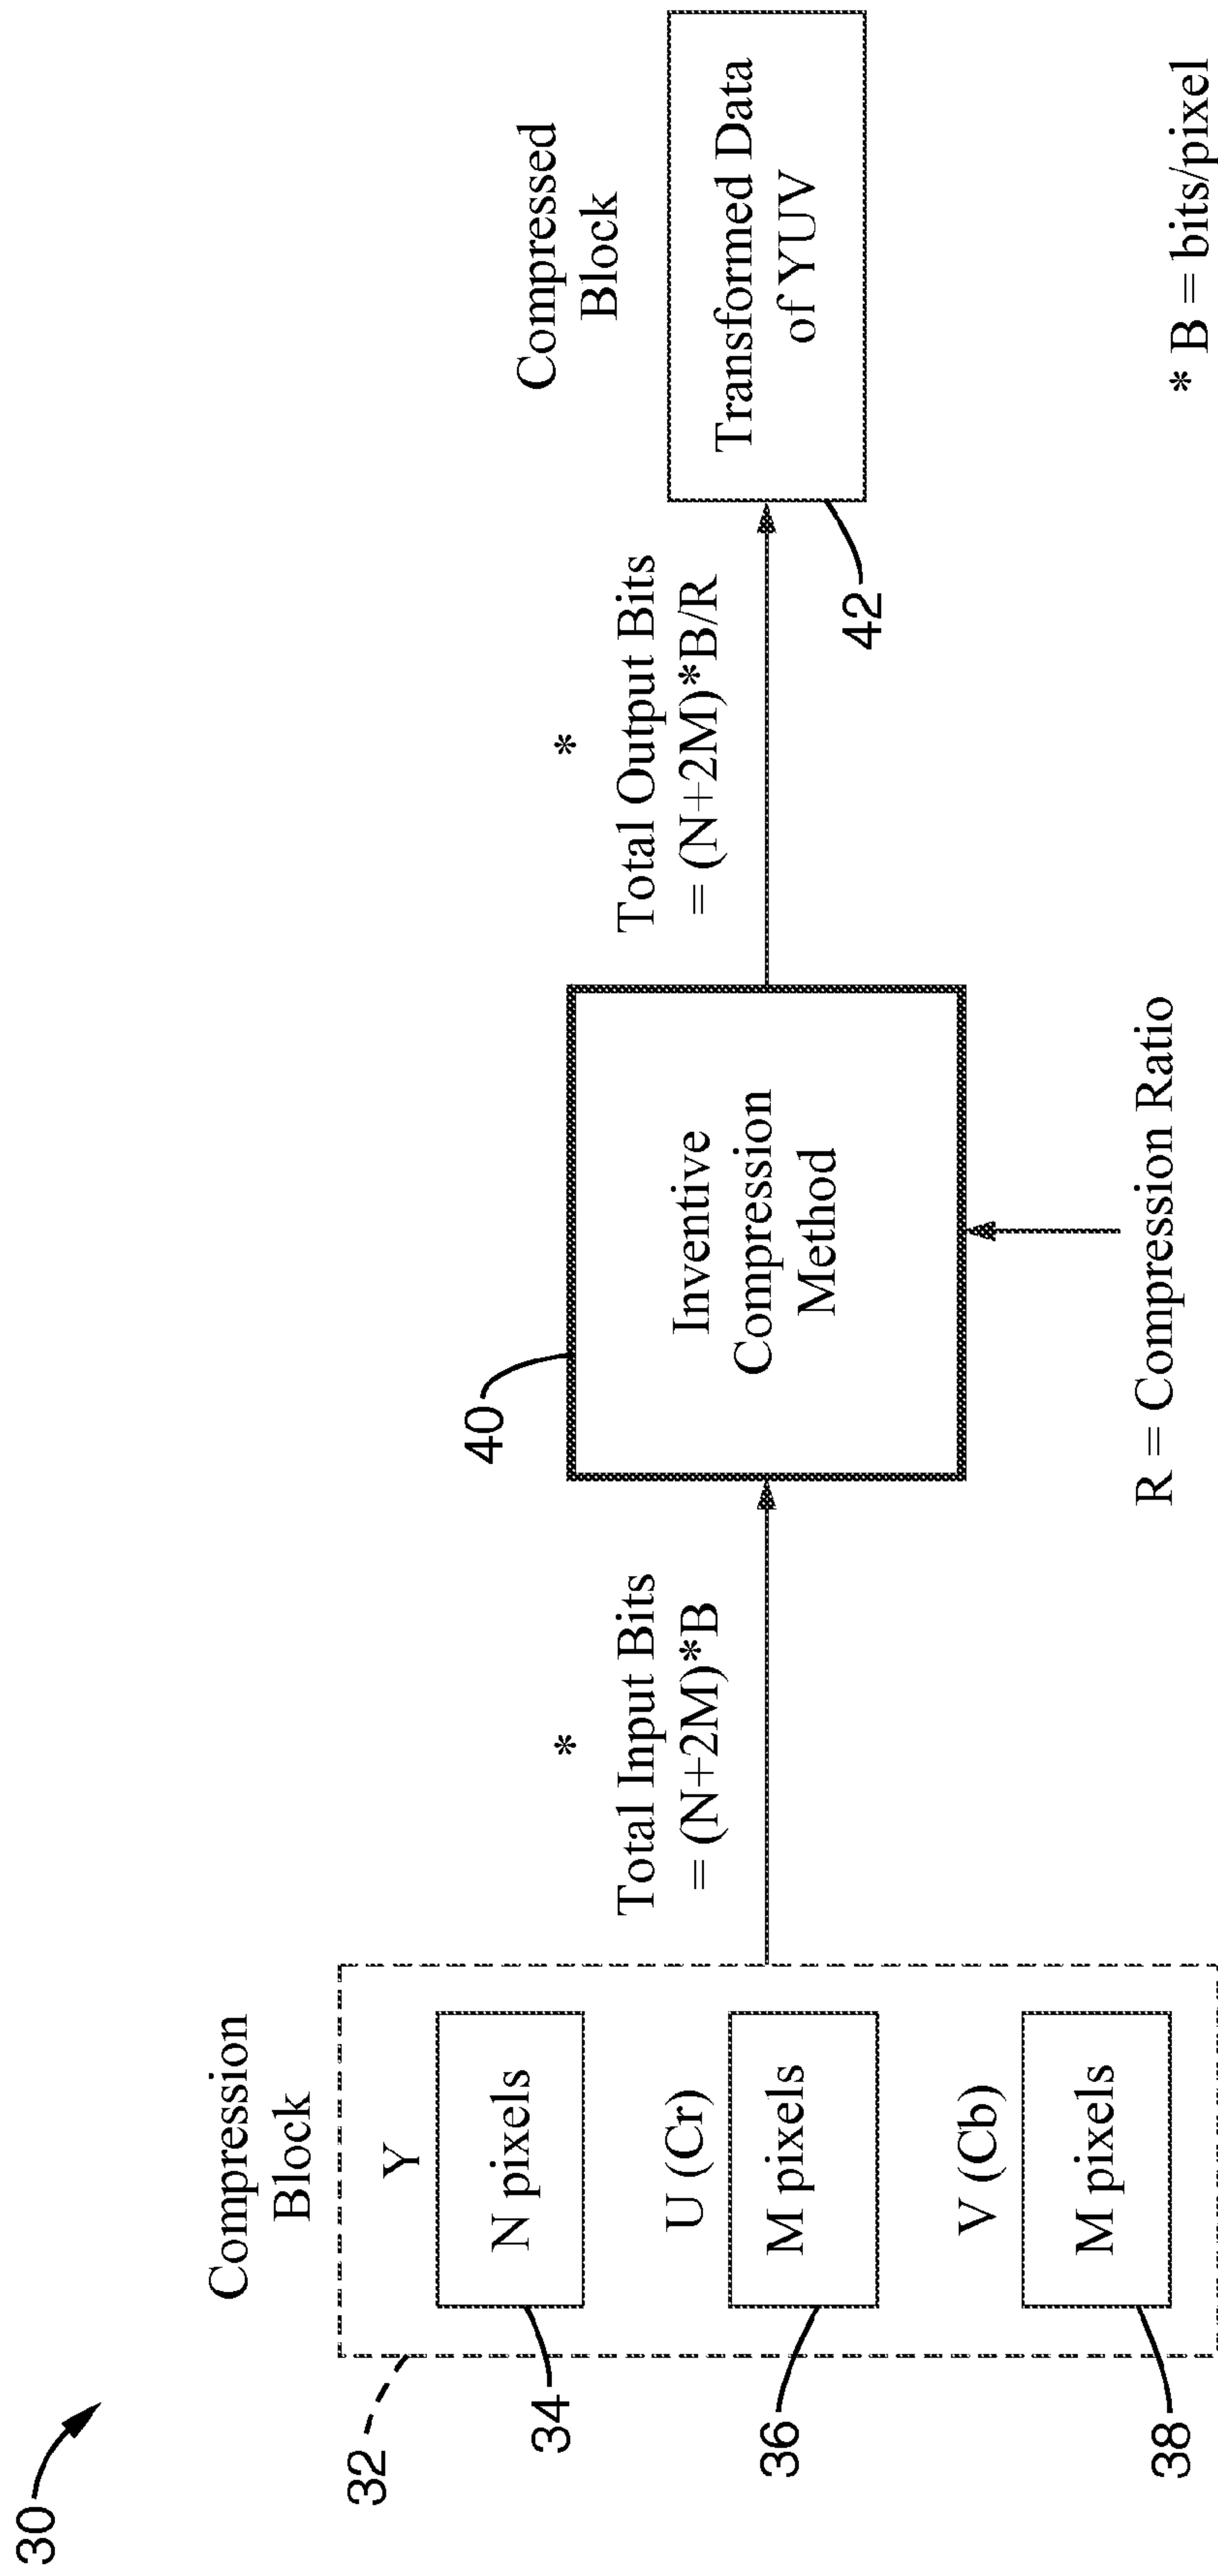 30
Compression
Block
32
Y
N pixels
34
U (Cr)
M pixels
36
V (Cb)
M pixels
38
*
Total Input Bits
= (N+2M)*B
40
Inventive
Compression
Method
R = Compression Ratio
*
Total Output Bits
= (N+2M)*B/R
Compressed
Block
Transformed Data
of YUV
42
* B = bits/pixel